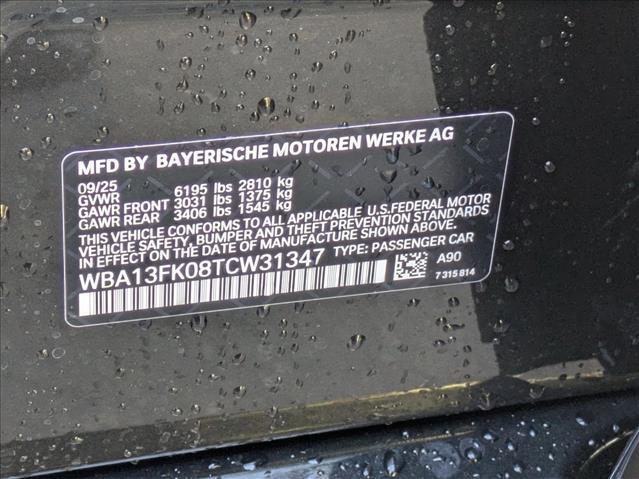 MFD BY BAYERISCHE MOTOREN WERKE AG
09/25
GVWR 6195 lbs 2810 kg
GAWR FRONT 3031 lbs 1375 kg
GAWR REAR 3406 lbs 1545 kg
THIS VEHICLE CONFORMS TO ALL APPLICABLE U.S.FEDERAL MOTOR
VEHICLE SAFETY, BUMPER AND THEFT PREVENTION STANDARDS
IN EFFECT ON THE DATE OF MANUFACTURE SHOWN ABOVE.
WBA13FK08TCW31347 TYPE: PASSENGER CAR
A90
7 315 814